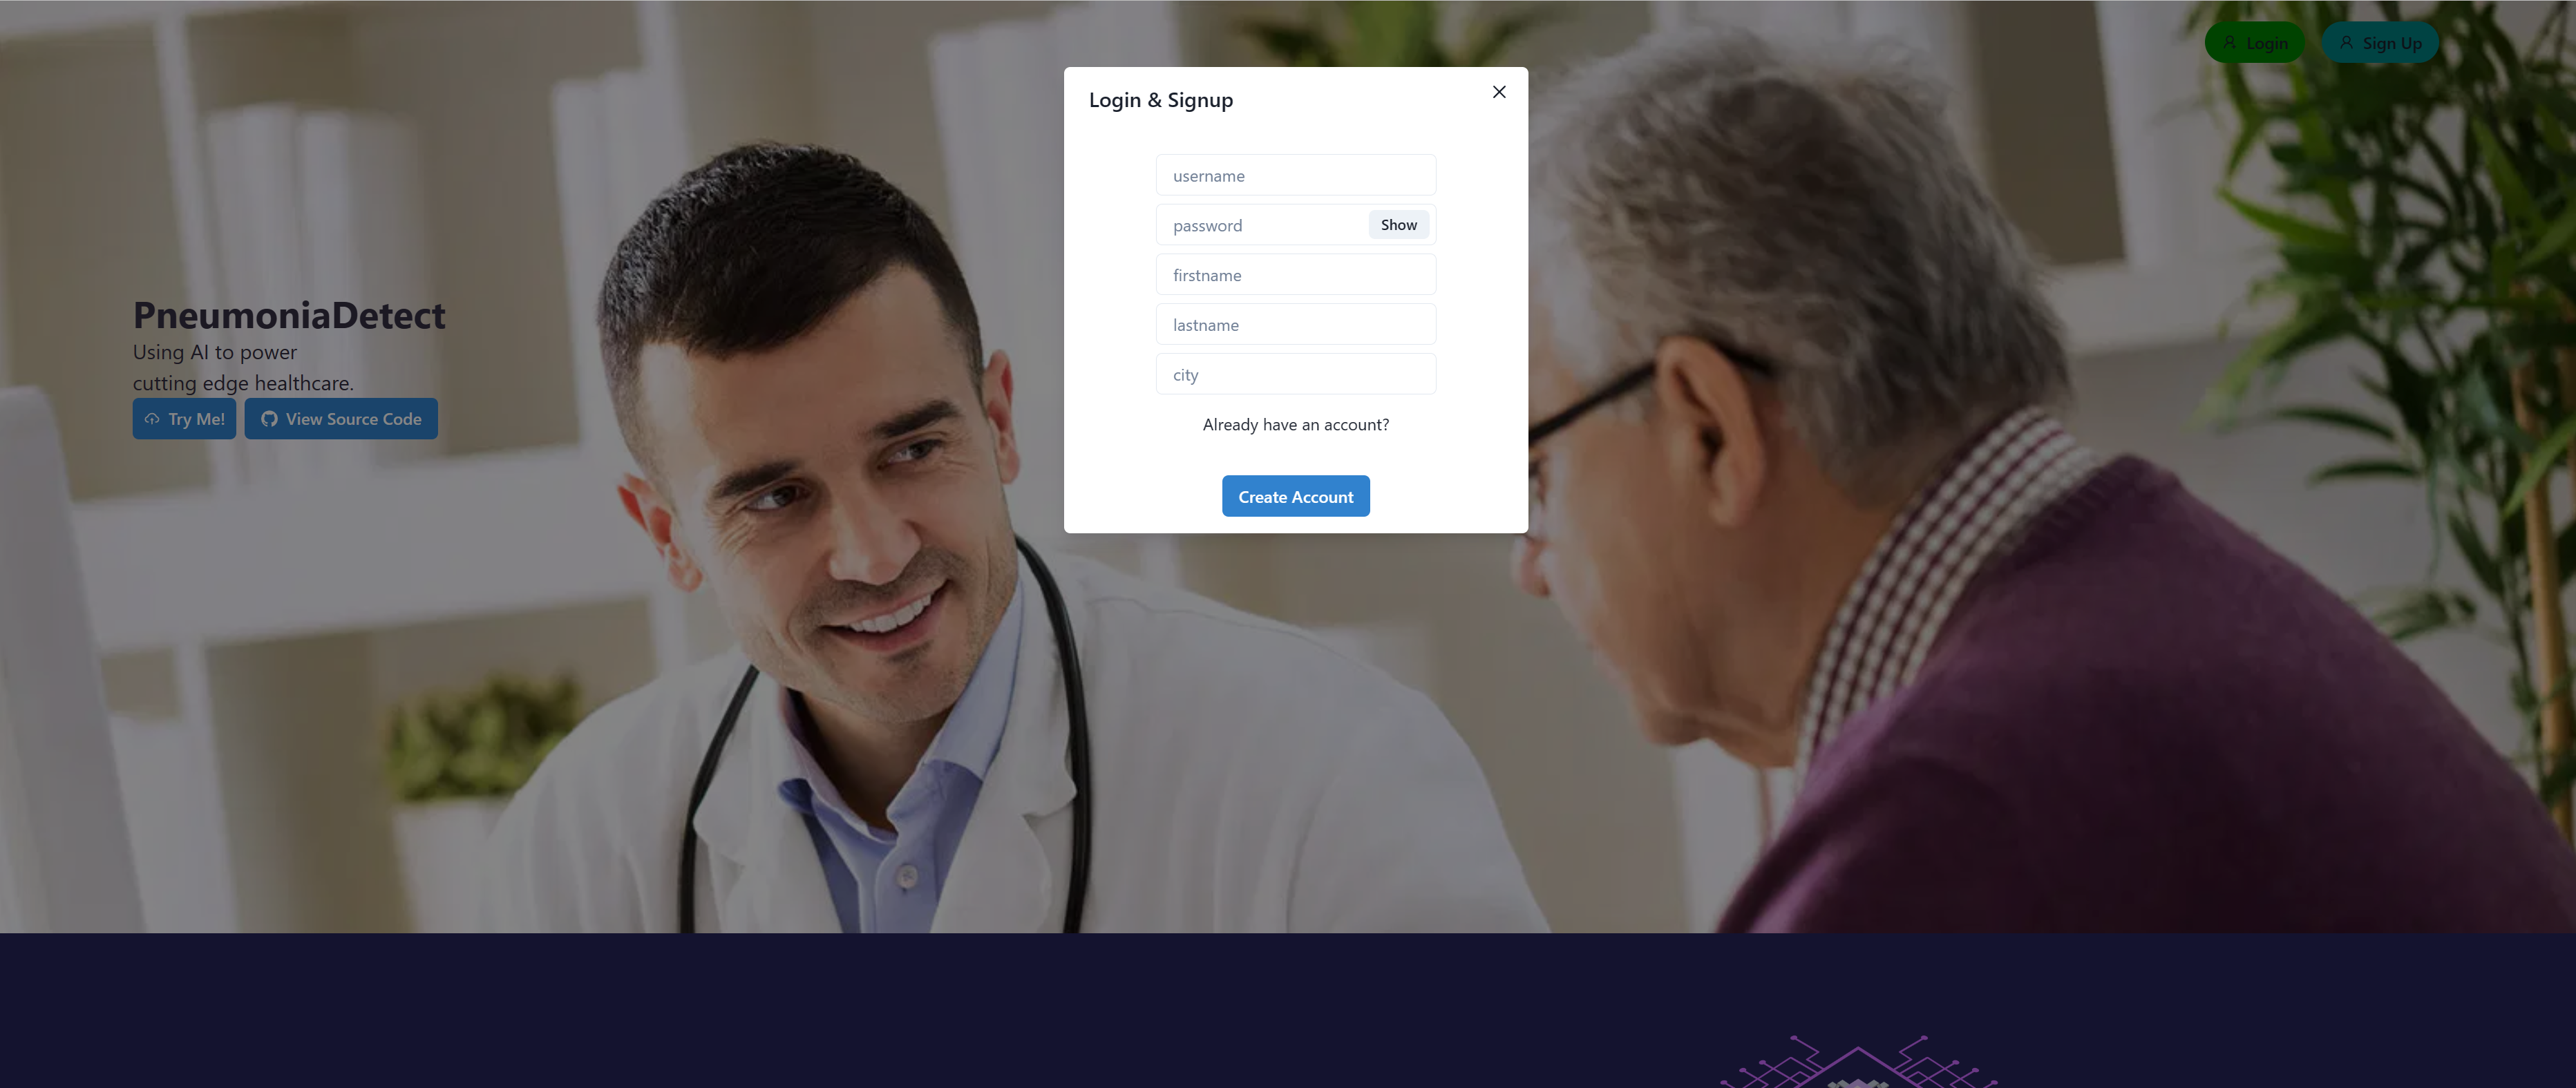 Login
Sign Up
Login & Signup
username
password
Show
firstname
lastname
city
Already have an account?
Create Account
PneumoniaDetect
Using AI to power
cutting edge healthcare.
Try Me!
View Source Code